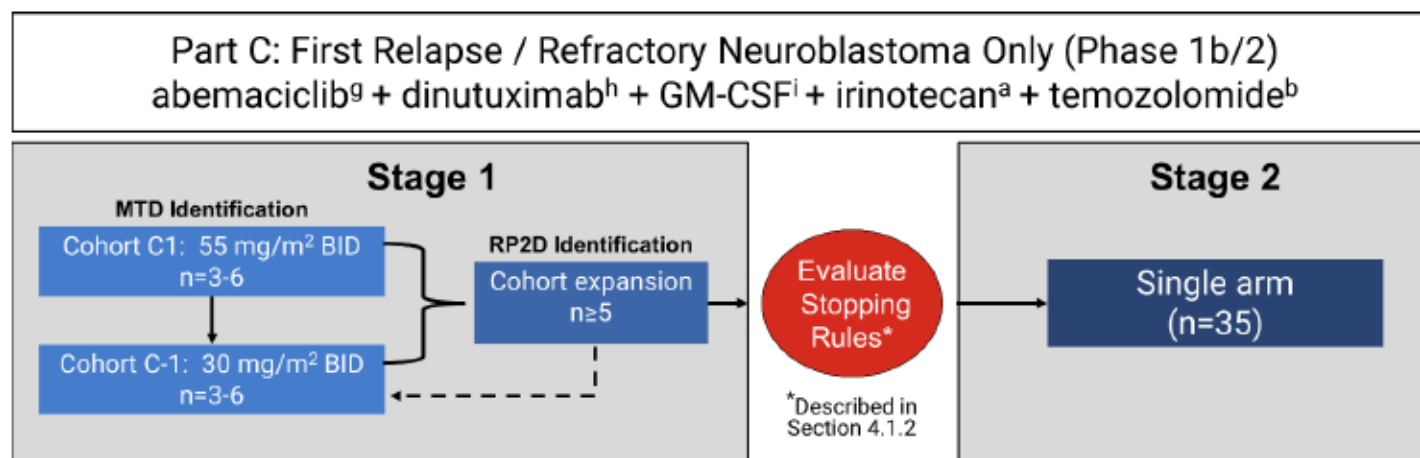 Part C: First Relapse / Refractory Neuroblastoma Only (Phase 1b/2)
abemaciclibᵍ + dinutuximabʰ + GM-CSFⁱ + irinotecanᵃ + temozolomideᵇ
Stage 1
MTD Identification
Cohort C1: 55 mg/m² BID
n=3-6
Cohort C-1: 30 mg/m² BID
n=3-6
RP2D Identification
Cohort expansion
n≥5
Evaluate
Stopping
Rules*
*Described in
Section 4.1.2
Stage 2
Single arm
(n=35)